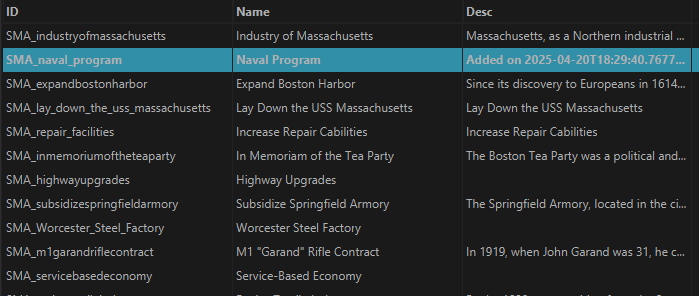 ID Name Desc
SMA_industryofmassachusetts Industry of Massachusetts Massachusetts, as a Northern industrial ...
SMA_naval_program Naval Program Added on 2025-04-20T18:29:40.7677...
SMA_expandbostonharbor Expand Boston Harbor Since its discovery to Europeans in 1614...
SMA_lay_down_the_uss_massachusetts Lay Down the USS Massachusetts Lay Down the USS Massachusetts
SMA_repair_facilities Increase Repair Cabilities Increase Repair Cabilities
SMA_inmemoriumoftheteaparty In Memoriam of the Tea Party The Boston Tea Party was a political and...
SMA_highwayupgrades Highway Upgrades
SMA_subsidizespringfieldarmory Subsidize Springfield Armory The Springfield Armory, located in the ci...
SMA_Worcester_Steel_Factory Worcester Steel Factory
SMA_m1garandriflecontract M1 "Garand" Rifle Contract In 1919, when John Garand was 31, he c...
SMA_servicebasedeconomy Service-Based Economy